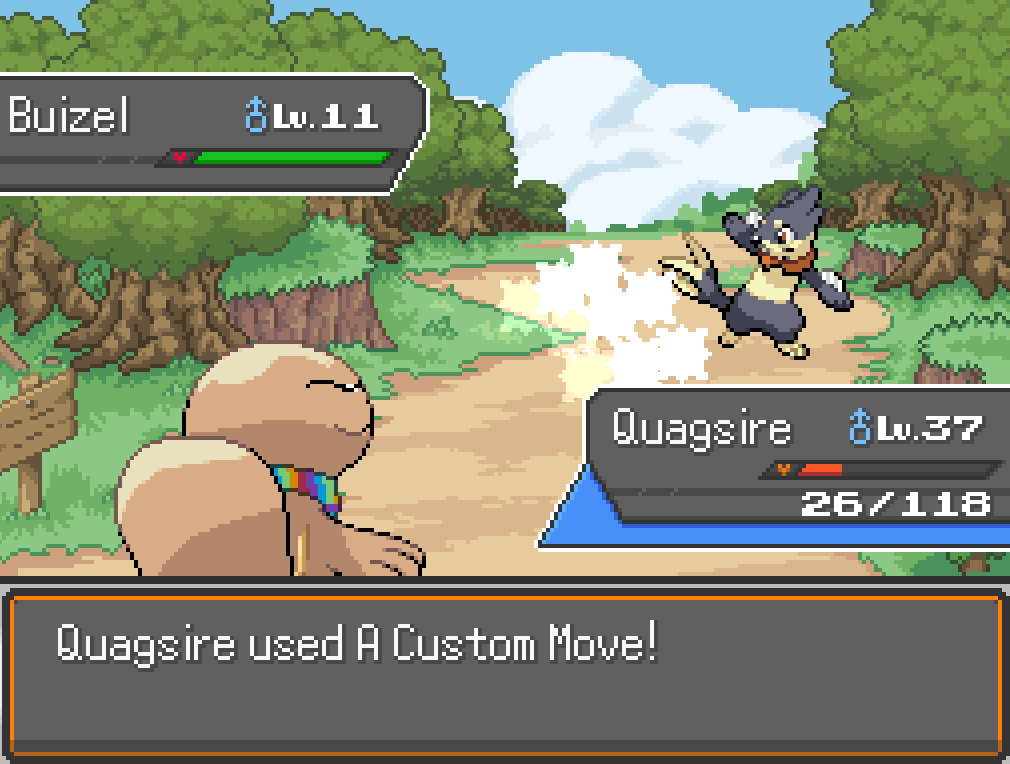 Buizel ♂Lv.11
Quagsire ♂Lv.37
26/118
Quagsire used A Custom Move!